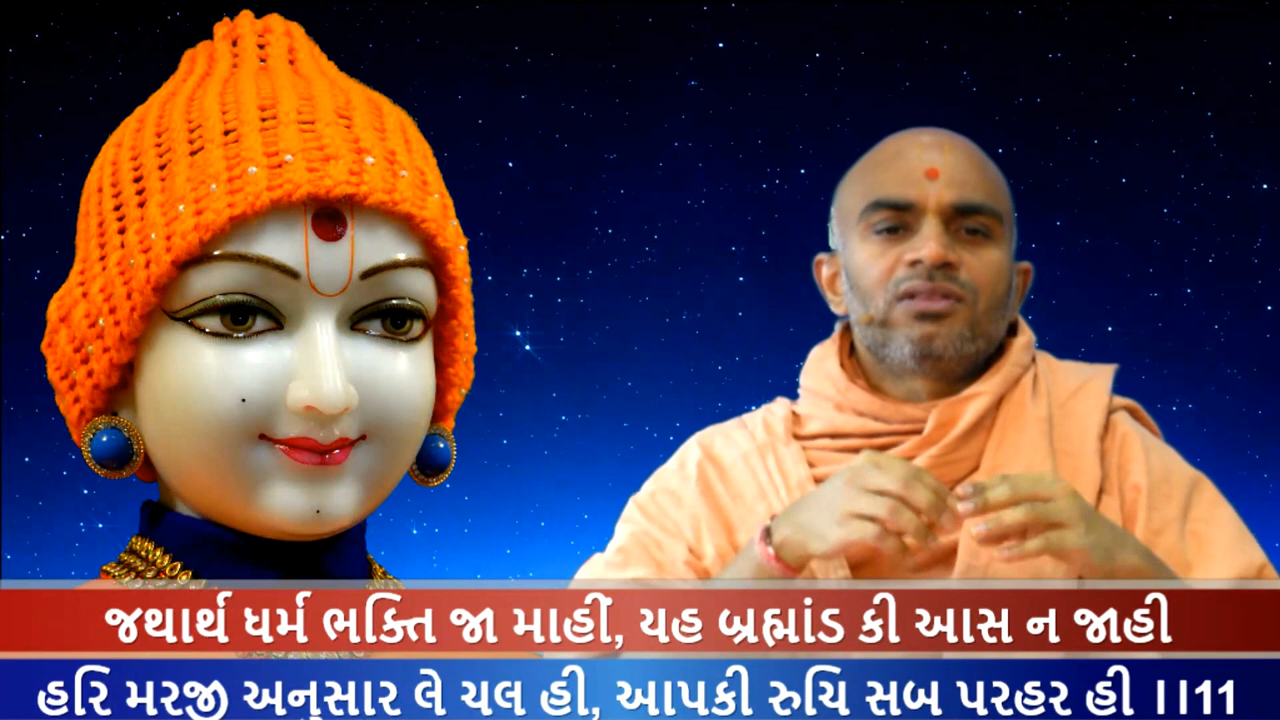 જથાર્થ ધર્મ ભક્તિ જા માહીં, યહ બ્રહ્માંડ કી આસ ન જાહી
હરિ મરજી અનુસાર લે ચલ હી, આપકી રુચિ સબ પરહર હી ।।11